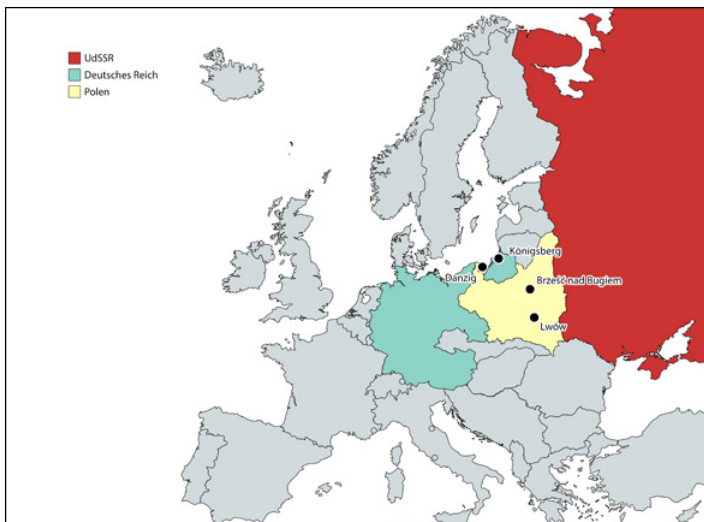 UdSSR
Deutsches Reich
Polen
Königsberg
Danzig
Brześć nad Bugiem
Lwów